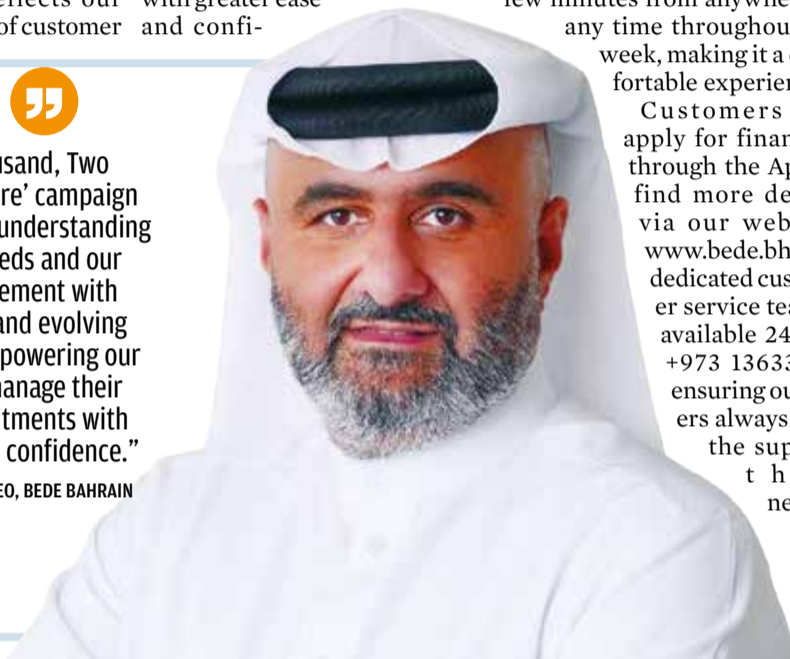 of customer
with greater ease
and confi-
usand, Two
re’ campaign
understanding
eds and our
ement with
and evolving
powering our
anage their
tments with
confidence.”
EO, BEDE BAHRAIN
few minutes from anywhe
any time throughou
week, making it a
fortable experien
Customers
apply for finan
through the Ap
find more de
via our web
www.bede.bh
dedicated cus
er service tea
available 24
+973 13633
ensuring ou
ers always
the sup
t h
ne